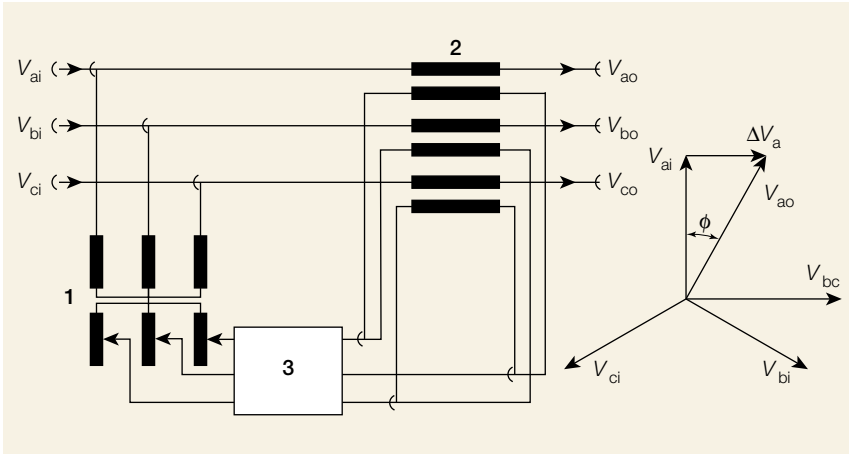 2
V_ai
V_ao
V_bi
V_bo
V_ci
V_co
1
3
ΔV_a
V_ai
V_ao
ϕ
V_bc
V_ci
V_bi